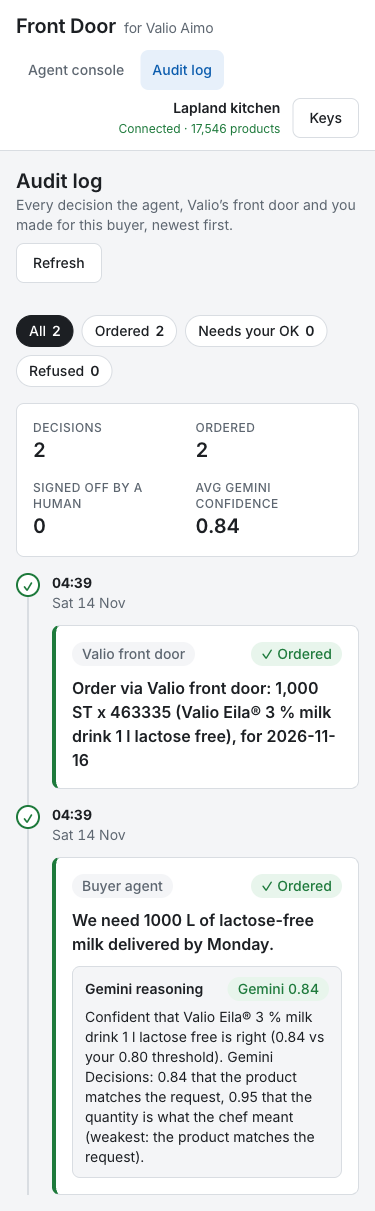 Front Door for Valio Aimo
Agent console Audit log
Lapland kitchen
Connected · 17,546 products
Keys
Audit log
Every decision the agent, Valio’s front door and you
made for this buyer, newest first.
Refresh
All 2 Ordered 2 Needs your OK 0
Refused 0
DECISIONS
2
ORDERED
2
SIGNED OFF BY A
HUMAN
0
AVG GEMINI
CONFIDENCE
0.84
04:39
Sat 14 Nov
Valio front door ✓ Ordered
Order via Valio front door: 1,000
ST x 463335 (Valio Eila® 3 % milk
drink 1 l lactose free), for 2026-11-
16
04:39
Sat 14 Nov
Buyer agent ✓ Ordered
We need 1000 L of lactose-free
milk delivered by Monday.
Gemini reasoning Gemini 0.84
Confident that Valio Eila® 3 % milk
drink 1 l lactose free is right (0.84 vs
your 0.80 threshold). Gemini
Decisions: 0.84 that the product
matches the request, 0.95 that the
quantity is what the chef meant
(weakest: the product matches the
request).